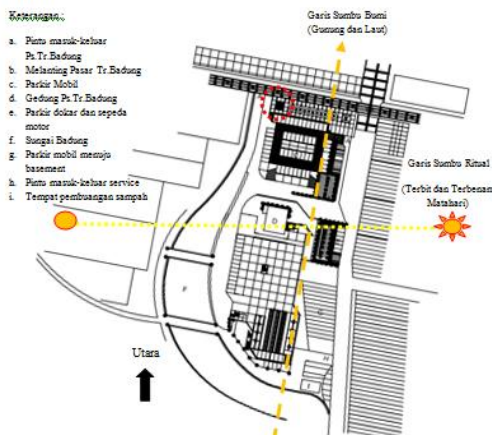 Keterangan :
a. Pintu masuk-keluar
Ps.Tr.Badung
b. Melanting Pasar Tr.Badung
c. Parkir Mobil
d. Gedung Ps.Tr.Badung
e. Parkir dokar dan sepeda
motor
f. Sungai Badung
g. Parkir mobil menuju
basement
h. Pintu masuk-keluar service
i. Tempat pembuangan sampah
Garis Sumbu Bumi
(Gunung dan Laut)
Garis Sumbu Ritual
(Terbit dan Terbenam
Matahari)
F
G
H
I
Utara